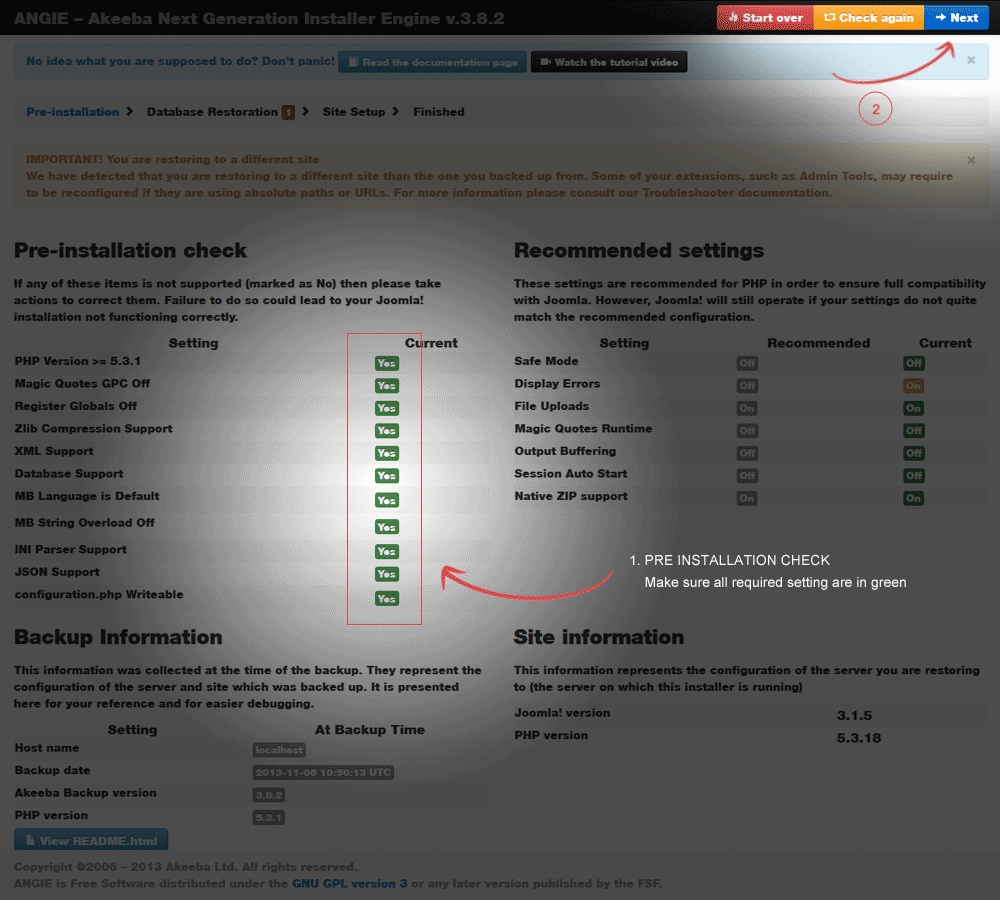 ANGIE – Akeeba Next Generation Installer Engine v.3.8.2
Start over
Check again
Next
No idea what you are supposed to do? Don't panic!
Read the documentation page
Watch the tutorial video
×
2
Pre-installation
Database Restoration 1
Site Setup
Finished
IMPORTANT! You are restoring to a different site
×
We have detected that you are restoring to a different site than the one you backed up from. Some of your extensions, such as Admin Tools, may require
to be reconfigured if they are using absolute paths or URLs. For more information please consult our Troubleshooter documentation.
Pre-installation check
If any of these items is not supported (marked as No) then please take
actions to correct them. Failure to do so could lead to your Joomla!
installation not functioning correctly.
Setting Current
PHP Version >= 5.3.1 Yes
Magic Quotes GPC Off Yes
Register Globals Off Yes
Zlib Compression Support Yes
XML Support Yes
Database Support Yes
MB Language is Default Yes
MB String Overload Off Yes
INI Parser Support Yes
JSON Support Yes
configuration.php Writeable Yes
Recommended settings
These settings are recommended for PHP in order to ensure full compatibility
with Joomla. However, Joomla! will still operate if your settings do not quite
match the recommended configuration.
Setting Recommended Current
Safe Mode Off Off
Display Errors Off On
File Uploads On On
Magic Quotes Runtime Off Off
Output Buffering Off Off
Session Auto Start Off Off
Native ZIP support On On
1. PRE INSTALLATION CHECK
Make sure all required setting are in green
Backup Information
This information was collected at the time of the backup. They represent the
configuration of the server and site which was backed up. It is presented
here for your reference and for easier debugging.
Setting At Backup Time
Host name localhost
Backup date 2013-11-06 10:50:13 UTC
Akeeba Backup version 3.8.2
PHP version 5.3.1
View README.html
Site information
This information represents the configuration of the server you are restoring
to (the server on which this installer is running)
Joomla! version 3.1.5
PHP version 5.3.18
Copyright ©2006 – 2013 Akeeba Ltd. All rights reserved.
ANGIE is Free Software distributed under the GNU GPL version 3 or any later version published by the FSF.